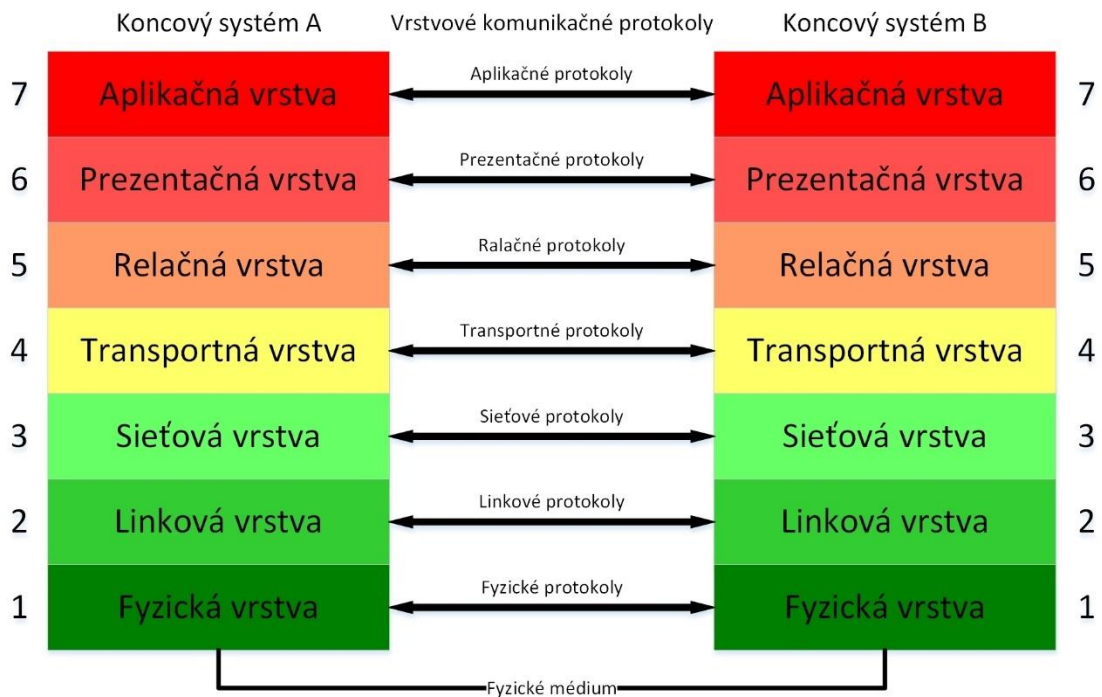 Koncový systém A Vrstvové komunikačné protokoly Koncový systém B
7 Aplikačná vrstva Aplikačné protokoly Aplikačná vrstva 7
6 Prezentačná vrstva Prezentačné protokoly Prezentačná vrstva 6
5 Relačná vrstva Ralačné protokoly Relačná vrstva 5
4 Transportná vrstva Transportné protokoly Transportná vrstva 4
3 Sieťová vrstva Sieťové protokoly Sieťová vrstva 3
2 Linková vrstva Linkové protokoly Linková vrstva 2
1 Fyzická vrstva Fyzické protokoly Fyzická vrstva 1
Fyzické médium